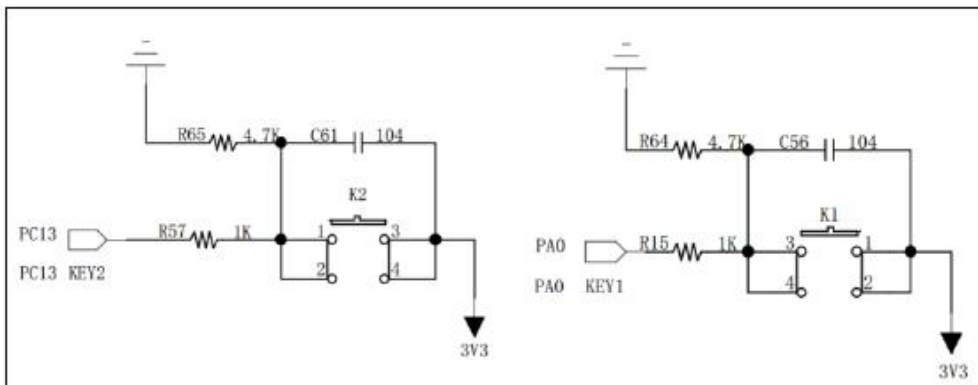 R65 4.7K C61 104
K2
PC13 R57 1K 1 3
PC13 KEY2 2 4
3V3
R64 4.7K C56 104
K1
PA0 R15 1K 3 1
PA0 KEY1 4 2
3V3